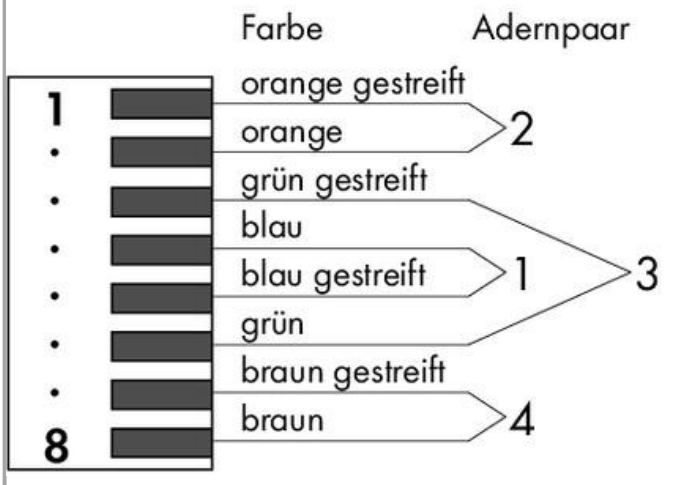 Farbe Adernpaar
1 orange gestreift
· orange 2
· grün gestreift
· blau
· blau gestreift 1 3
· grün
· braun gestreift
8 braun 4